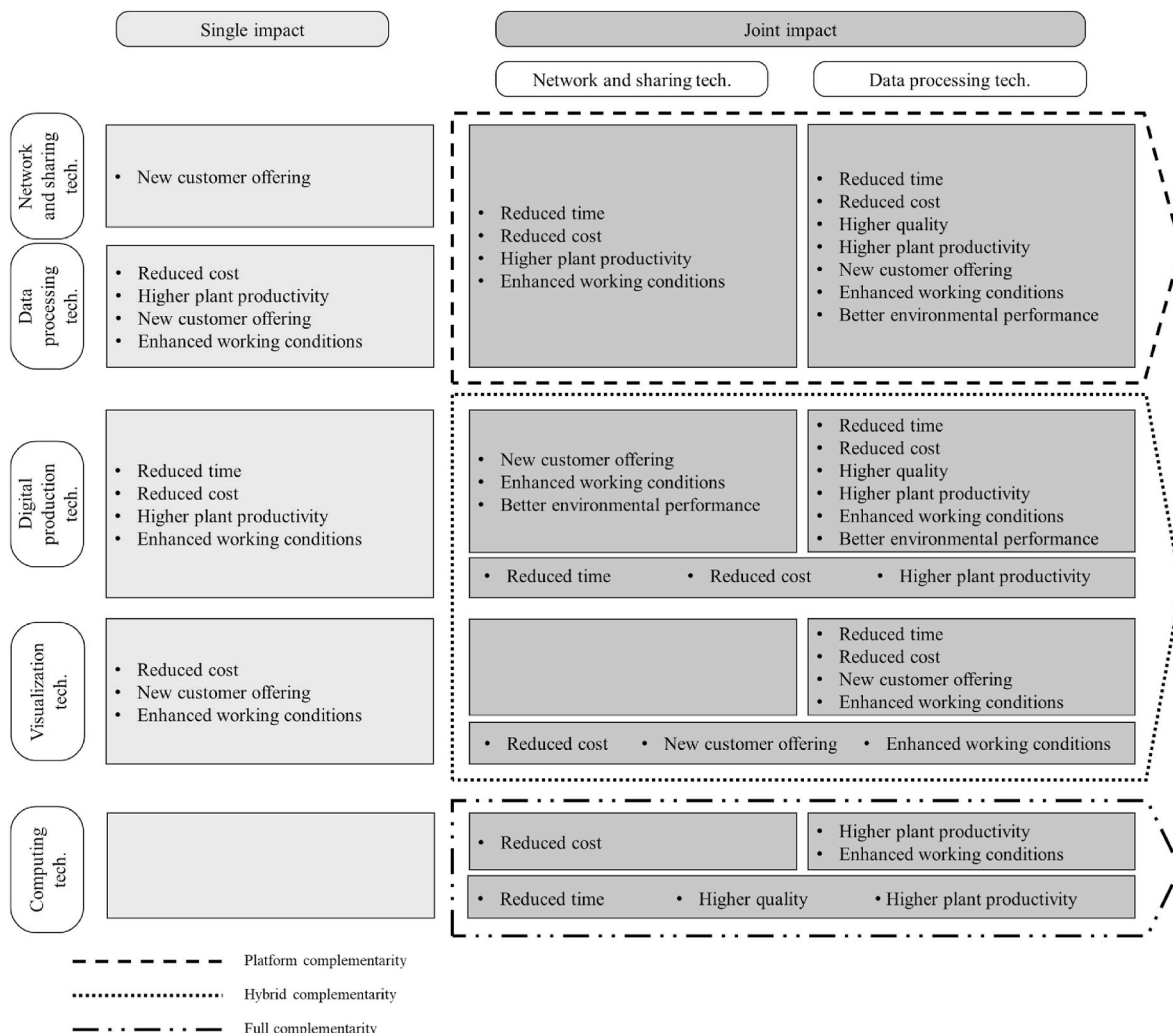 Single impact
Joint impact
Network and sharing tech.
Data processing tech.
Network
and sharing
tech.
• New customer offering
Data
processing
tech.
• Reduced cost
• Higher plant productivity
• New customer offering
• Enhanced working conditions
• Reduced time
• Reduced cost
• Higher plant productivity
• Enhanced working conditions
• Reduced time
• Reduced cost
• Higher quality
• Higher plant productivity
• New customer offering
• Enhanced working conditions
• Better environmental performance
Digital
production
tech.
• Reduced time
• Reduced cost
• Higher plant productivity
• Enhanced working conditions
• New customer offering
• Enhanced working conditions
• Better environmental performance
• Reduced time
• Reduced cost
• Higher quality
• Higher plant productivity
• Enhanced working conditions
• Better environmental performance
• Reduced time • Reduced cost • Higher plant productivity
Visualization
tech.
• Reduced cost
• New customer offering
• Enhanced working conditions
• Reduced time
• Reduced cost
• New customer offering
• Enhanced working conditions
• Reduced cost • New customer offering • Enhanced working conditions
Computing
tech.
• Reduced cost
• Higher plant productivity
• Enhanced working conditions
• Reduced time • Higher quality • Higher plant productivity
Platform complementarity
Hybrid complementarity
Full complementarity